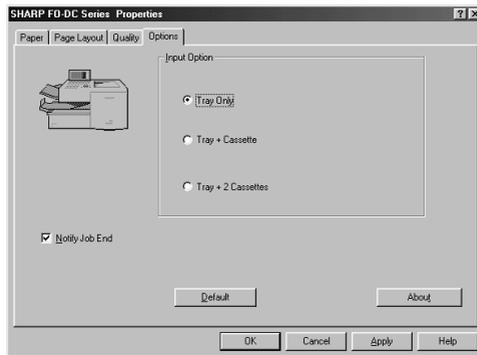 SHARP FO-DC Series Properties
Paper Page Layout Quality Options
Input Option
Tray Only
Tray + Cassette
Tray + 2 Cassettes
Notify Job End
Default About
OK Cancel Apply Help